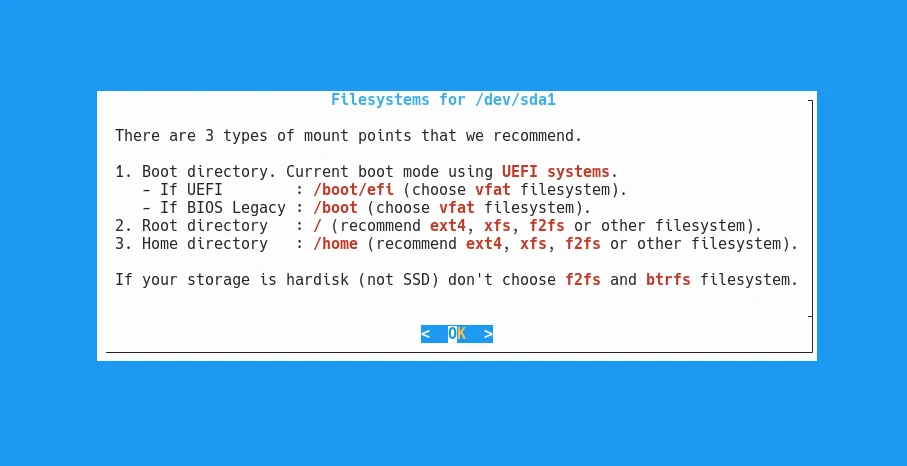 Filesystems for /dev/sda1
There are 3 types of mount points that we recommend.
1. Boot directory. Current boot mode using UEFI systems.
- If UEFI : /boot/efi (choose vfat filesystem).
- If BIOS Legacy : /boot (choose vfat filesystem).
2. Root directory : / (recommend ext4, xfs, f2fs or other filesystem).
3. Home directory : /home (recommend ext4, xfs, f2fs or other filesystem).
If your storage is hardisk (not SSD) don't choose f2fs and btrfs filesystem.
< OK >